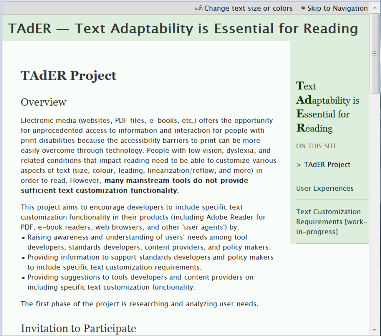 Change text size or colors
Skip to Navigation
TAdER — Text Adaptability is Essential for Reading
TAdER Project
Overview
Electronic media (websites, PDF files, e-books, etc.) offers the opportunity
for unprecedented access to information and interaction for people with
print disabilities because the accessibility barriers to print can be more
easily overcome through technology. People with low vision, dyslexia, and
related conditions that impact reading need to be able to customize various
aspects of text (size, colour, leading, linearization/reflow, and more) in
order to read. However, many mainstream tools do not provide
sufficient text customization functionality.
This project aims to encourage developers to include specific text
customization functionality in their products (including Adobe Reader for
PDF, e-book readers, web browsers, and other 'user agents') by:
• Raising awareness and understanding of users' needs among tool
developers, standards developers, content providers, and policy makers.
• Providing information to support standards developers and policy makers
to include specific text customization requirements.
• Providing suggestions to tools developers and content providers on
including specific text customization functionality.
The first phase of the project is researching and analyzing user needs.
Invitation to Participate
Text
Adaptability is
Essential for
Reading
ON THIS SITE
> TAdER Project
User Experiences
Text Customization
Requirements [work-
in-progress]